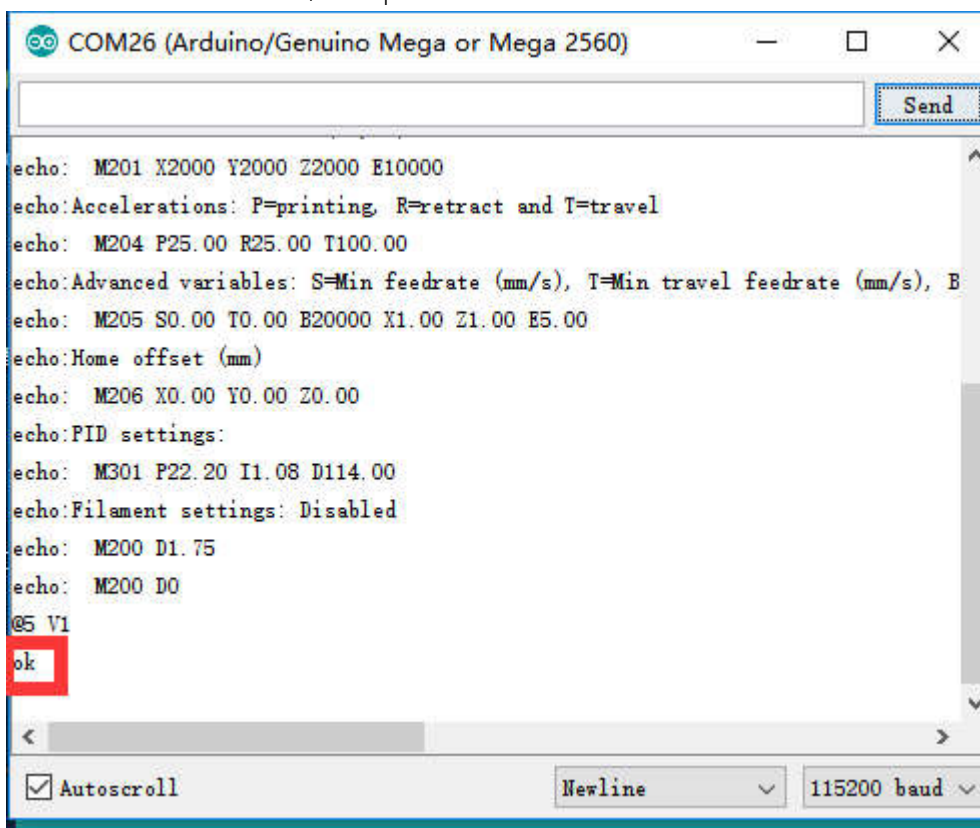 COM26 (Arduino/Genuino Mega or Mega 2560)
Send
echo:  M201 X2000 Y2000 Z2000 E10000
echo:Accelerations: P=printing, R=retract and T=travel
echo:  M204 P25.00 R25.00 T100.00
echo:Advanced variables: S=Min feedrate (mm/s), T=Min travel feedrate (mm/s), B
echo:  M205 S0.00 T0.00 B20000 X1.00 Z1.00 E5.00
echo:Home offset (mm)
echo:  M206 X0.00 Y0.00 Z0.00
echo:PID settings:
echo:  M301 P22.20 I1.08 D114.00
echo:Filament settings: Disabled
echo:  M200 D1.75
echo:  M200 D0
@5 V1
ok
Autoscroll
Newline
115200 baud